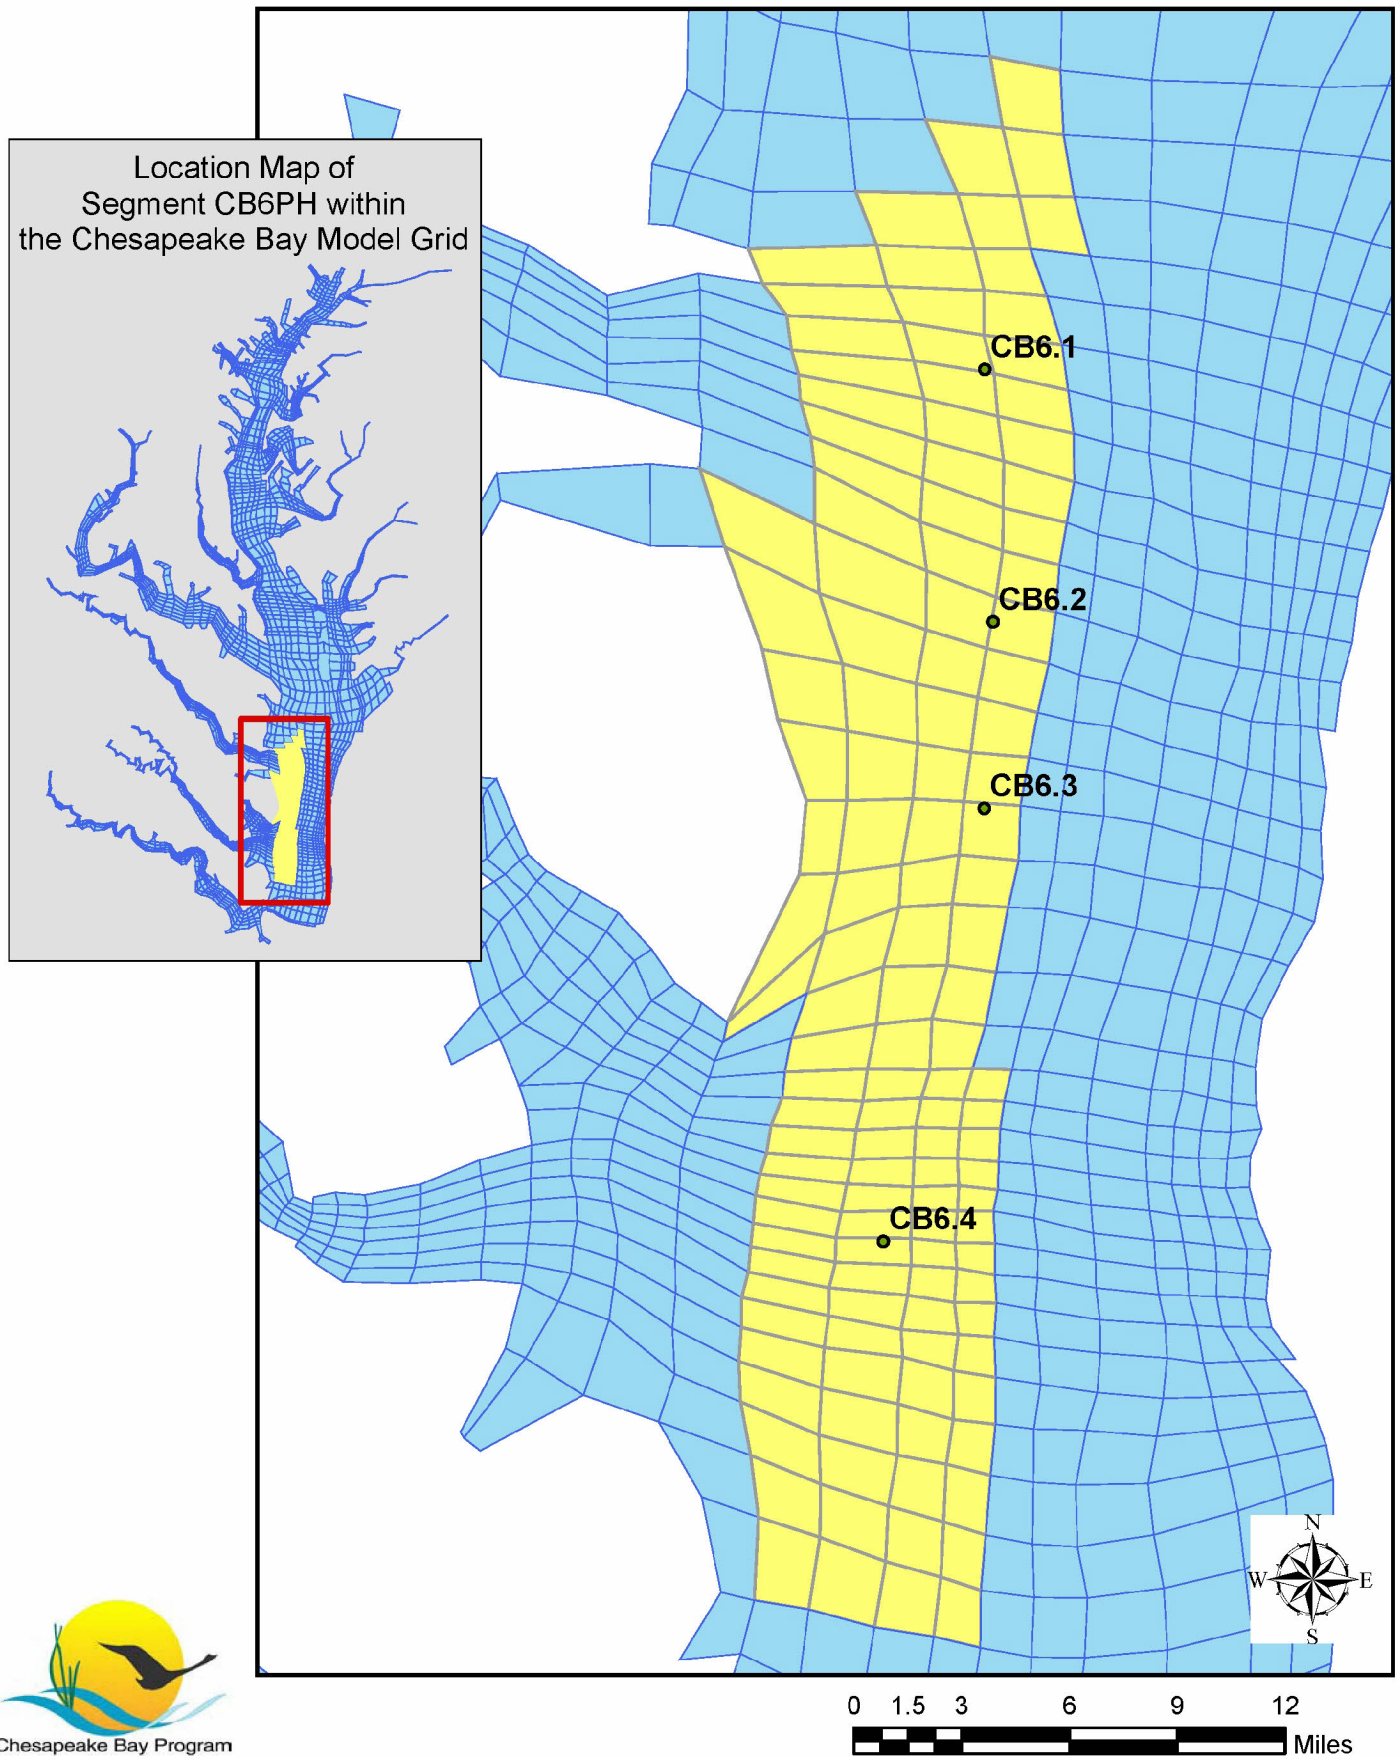 Location Map of
Segment CB6PH within
the Chesapeake Bay Model Grid
CB6.1
CB6.2
CB6.3
CB6.4
N
W E
S
0 1.5 3 6 9 12
Miles
Chesapeake Bay Program